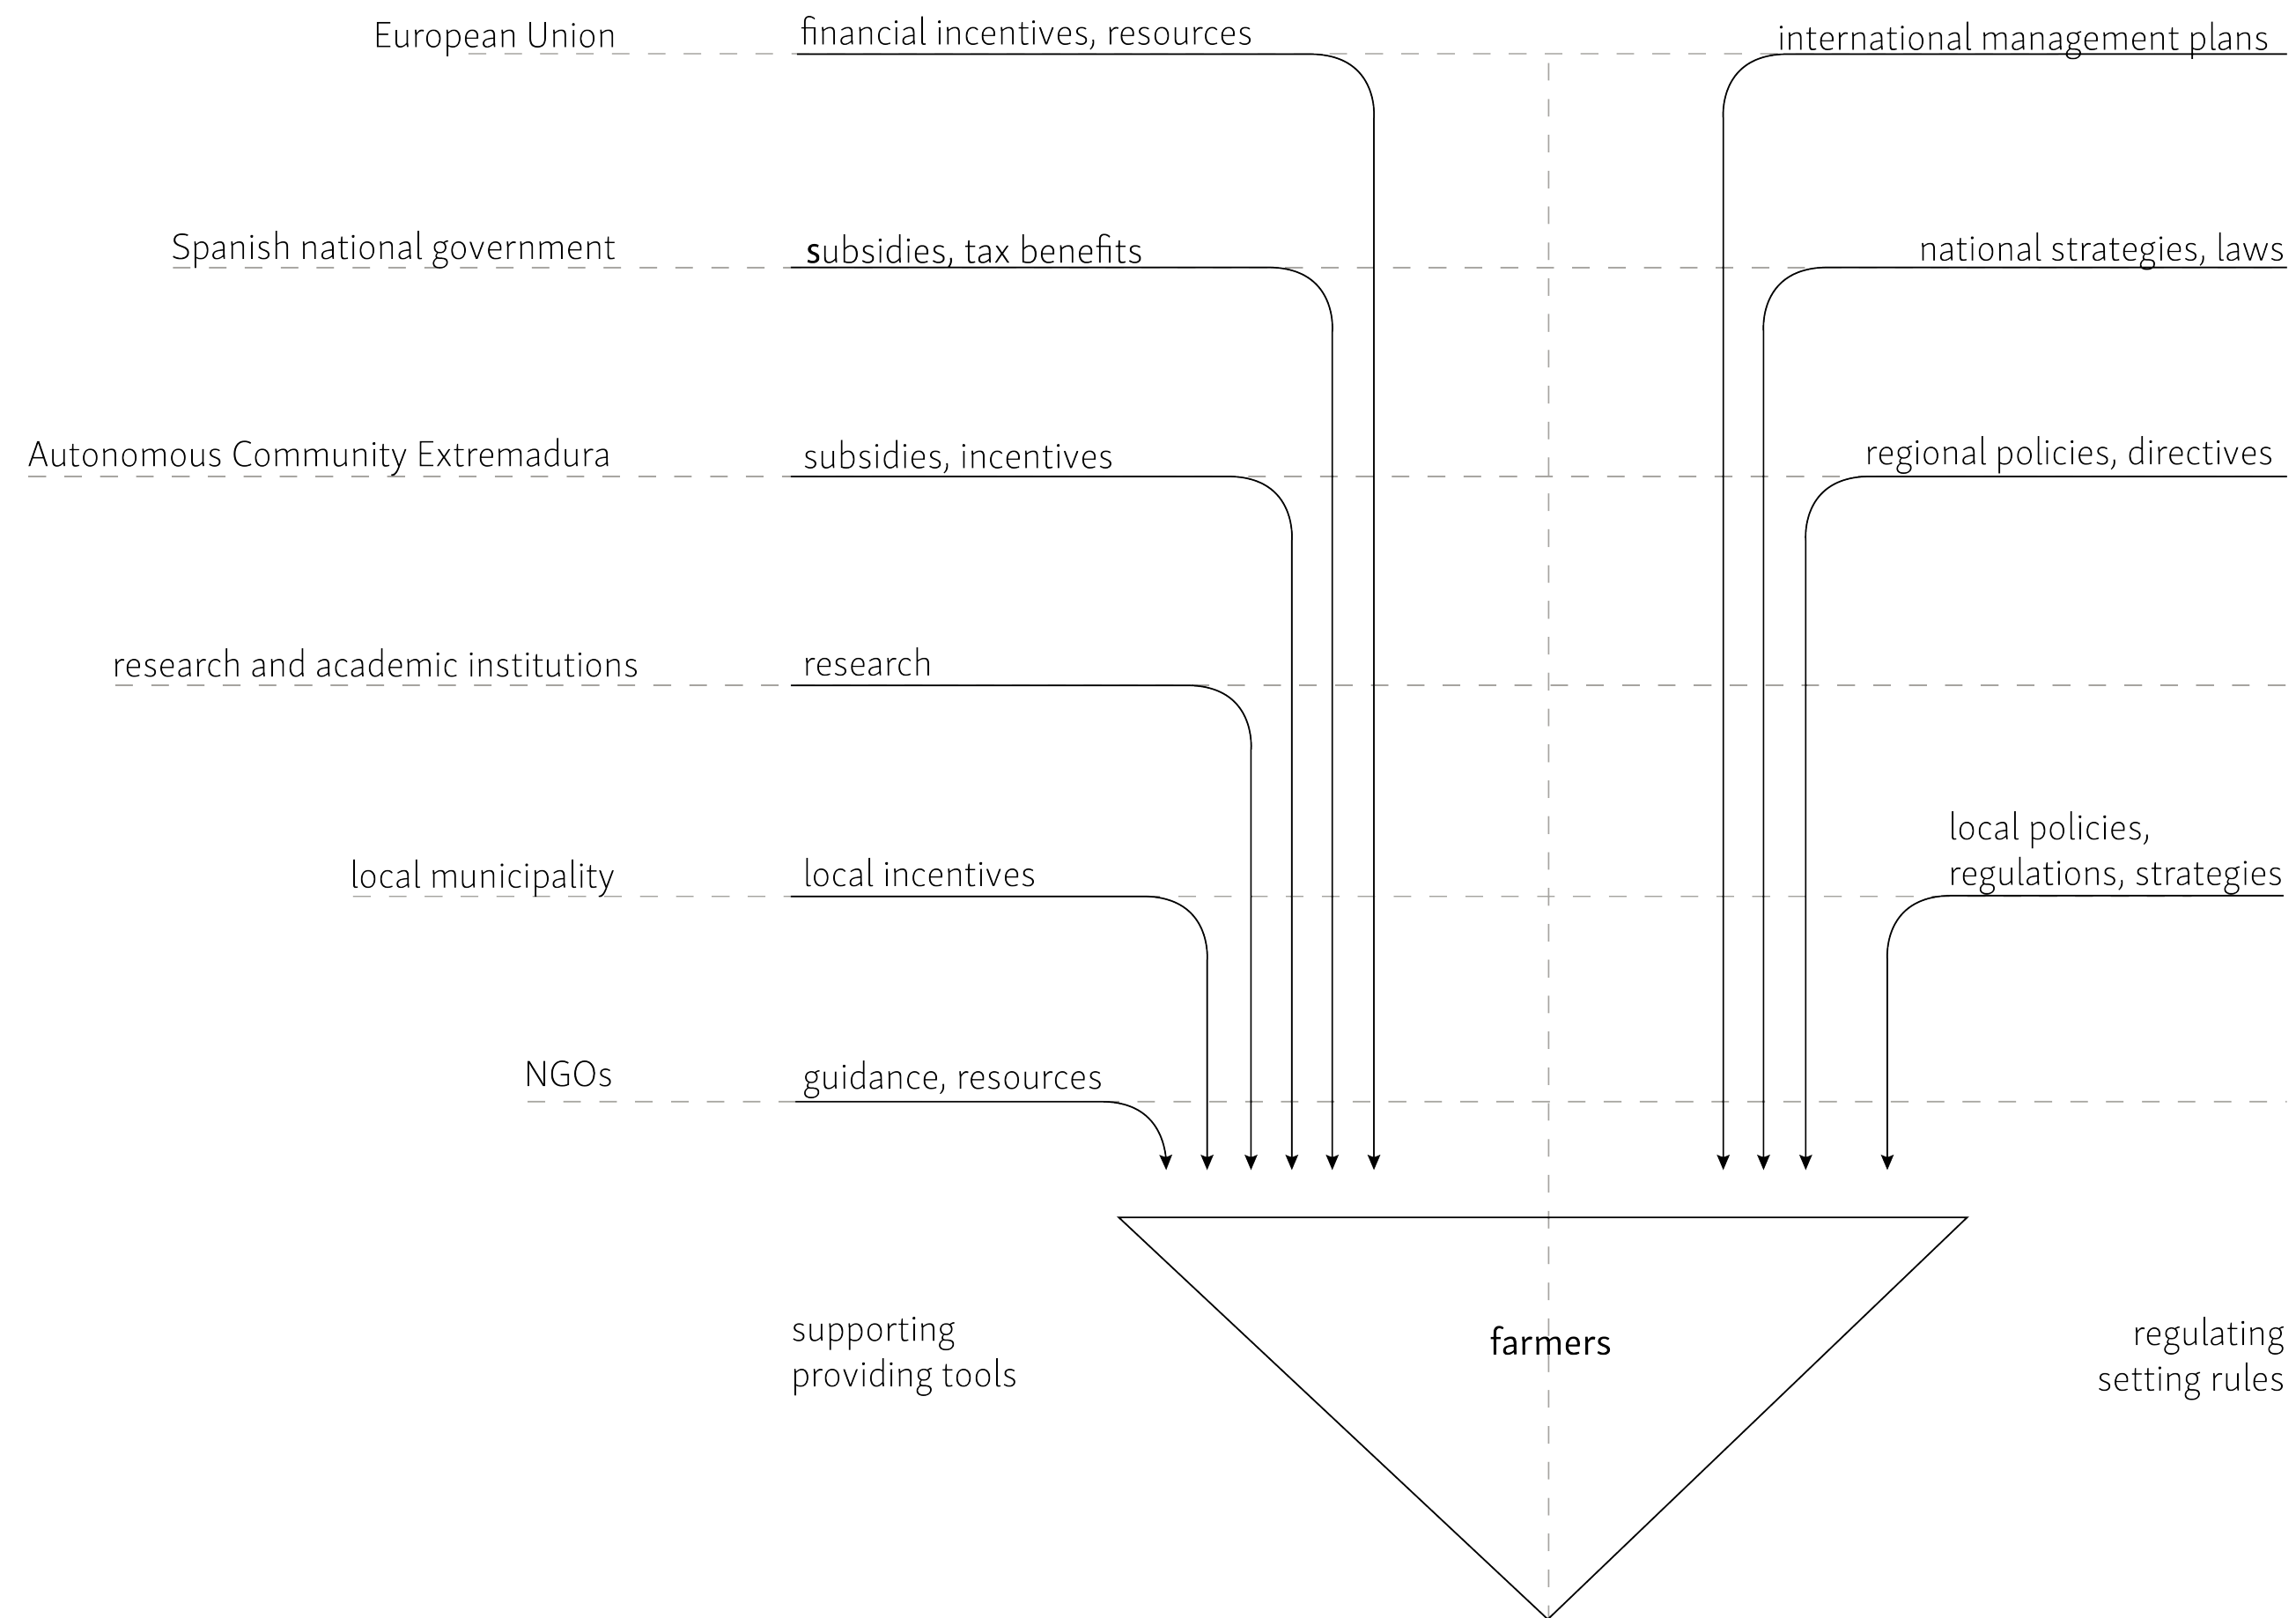 European Union
financial incentives, resources
international management plans
Spanish national government
subsidies, tax benefits
national strategies, laws
Autonomous Community Extremadura
subsidies, incentives
regional policies, directives
research and academic institutions
research
local municipality
local incentives
local policies,
regulations, strategies
NGOs
guidance, resources
supporting
providing tools
farmers
regulating
setting rules